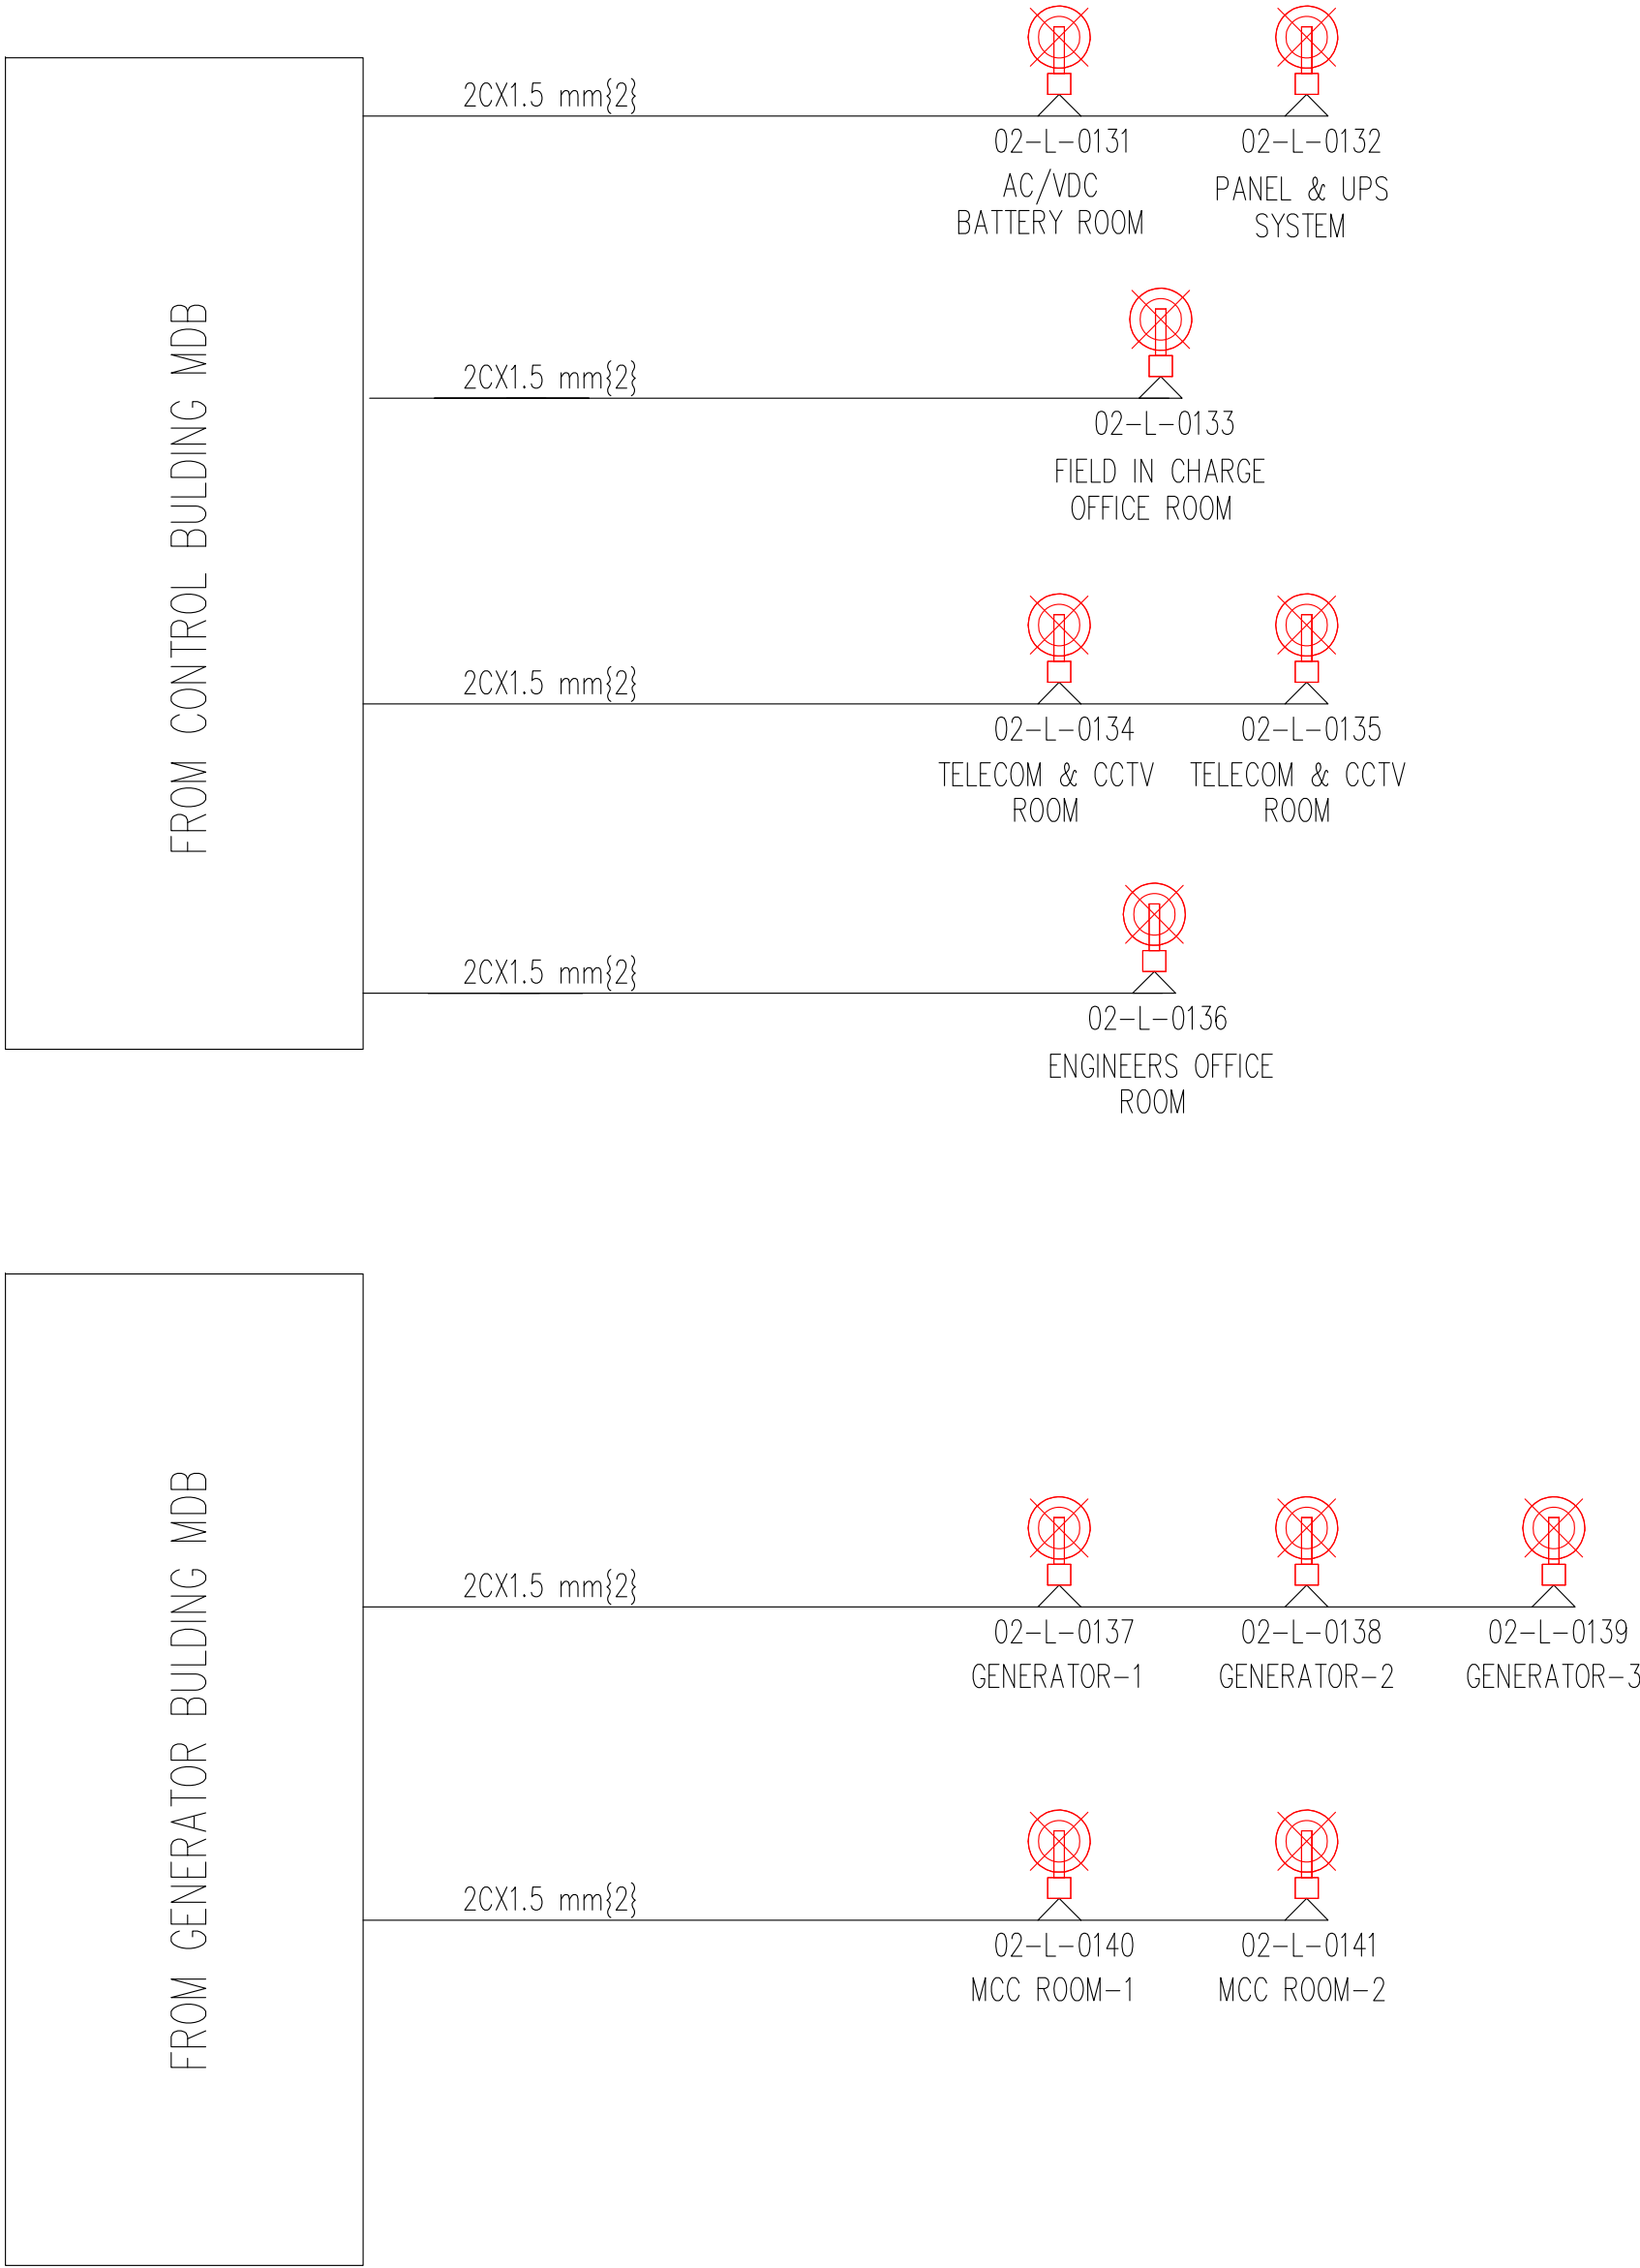 FROM CONTROL BULDING MDB
2CX1.5 mm{2}
02-L-0131
AC/VDC
BATTERY ROOM
02-L-0132
PANEL & UPS
SYSTEM
2CX1.5 mm{2}
02-L-0133
FIELD IN CHARGE
OFFICE ROOM
2CX1.5 mm{2}
02-L-0134
TELECOM & CCTV
ROOM
02-L-0135
TELECOM & CCTV
ROOM
2CX1.5 mm{2}
02-L-0136
ENGINEERS OFFICE
ROOM
FROM GENERATOR BULDING MDB
2CX1.5 mm{2}
02-L-0137
GENERATOR-1
02-L-0138
GENERATOR-2
02-L-0139
GENERATOR-3
2CX1.5 mm{2}
02-L-0140
MCC ROOM-1
02-L-0141
MCC ROOM-2